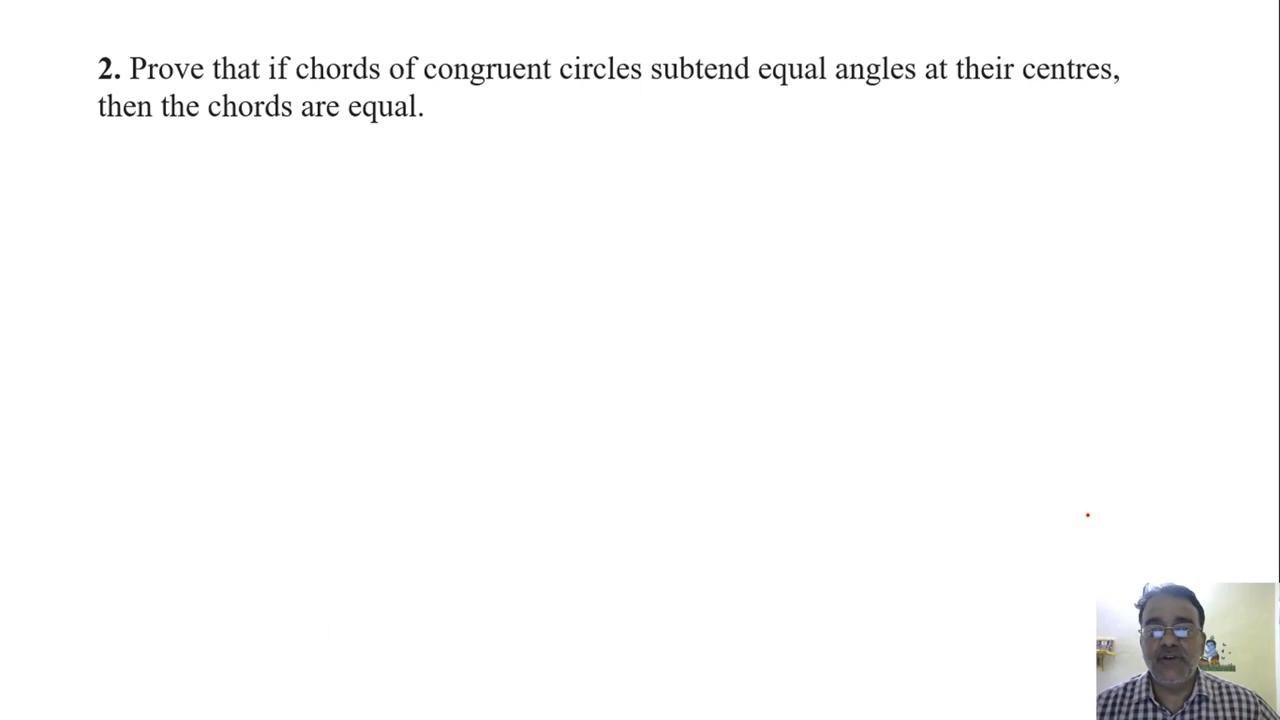 2. Prove that if chords of congruent circles subtend equal angles at their centres,
then the chords are equal.